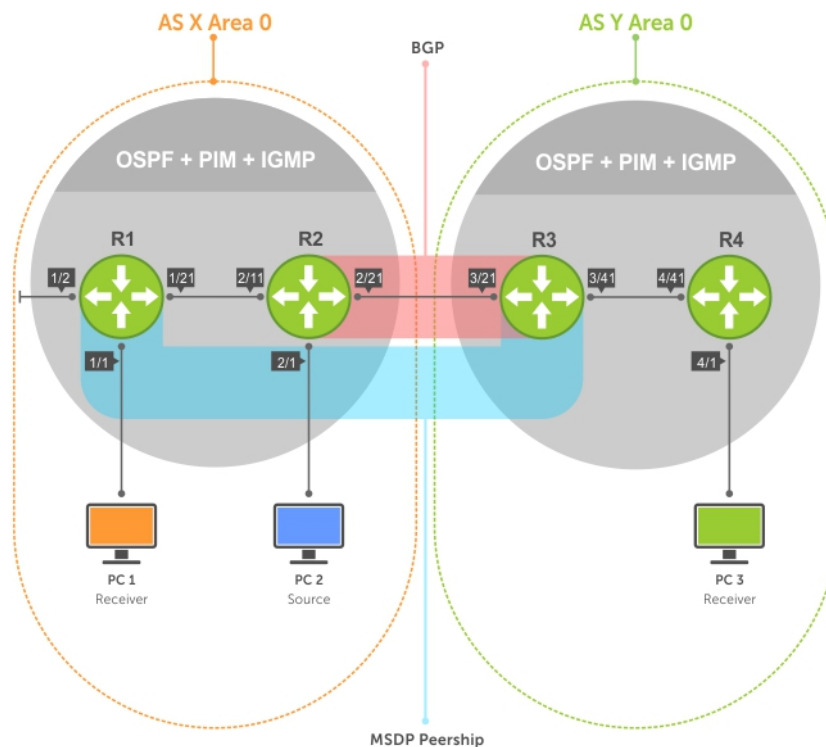 AS X Area 0
AS Y Area 0
BGP
OSPF + PIM + IGMP
OSPF + PIM + IGMP
R1
R2
R3
R4
1/2
1/21
2/11
2/21
3/21
3/41
4/41
1/1
2/1
4/1
PC 1
Receiver
PC 2
Source
PC 3
Receiver
MSDP Peership